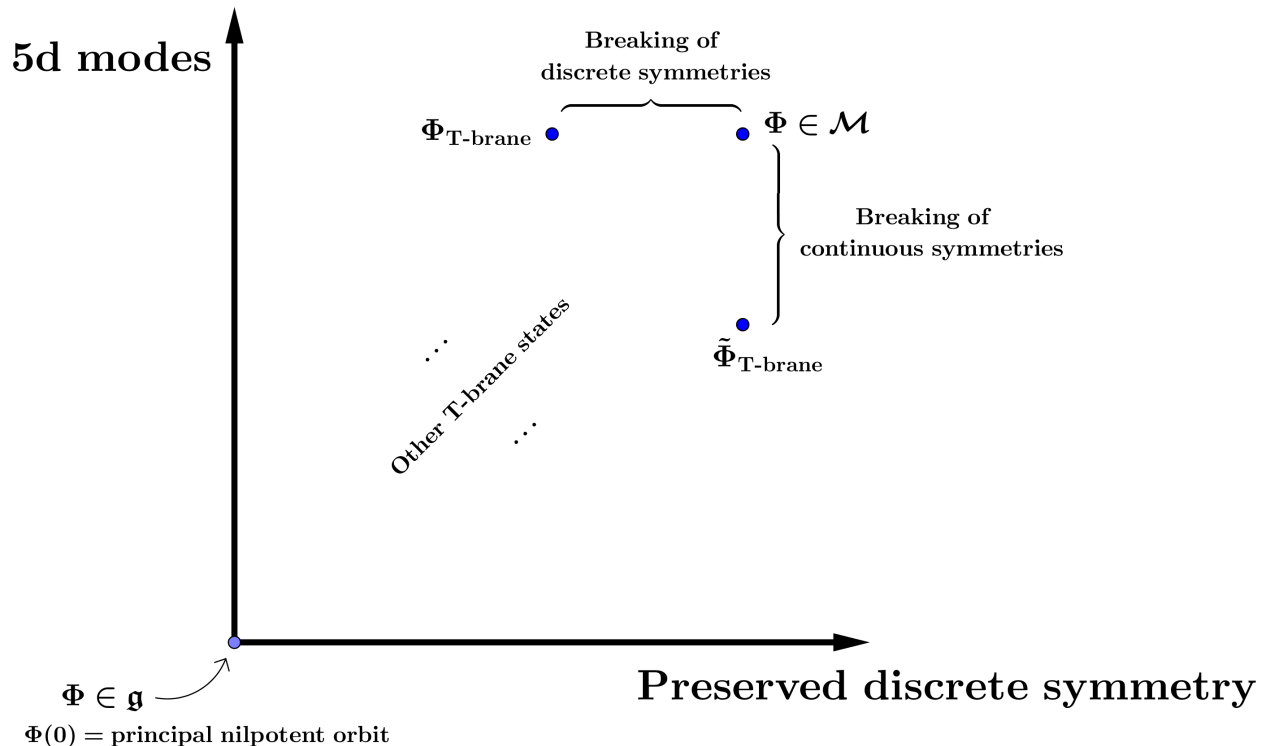 Breaking of
discrete symmetries
5d modes
Φ_T-brane
Φ ∈ ℳ
Breaking of
continuous symmetries
Φ̃_T-brane
...
Other T-brane states
...
Φ ∈ 𝔤
Φ(0) = principal nilpotent orbit
Preserved discrete symmetry